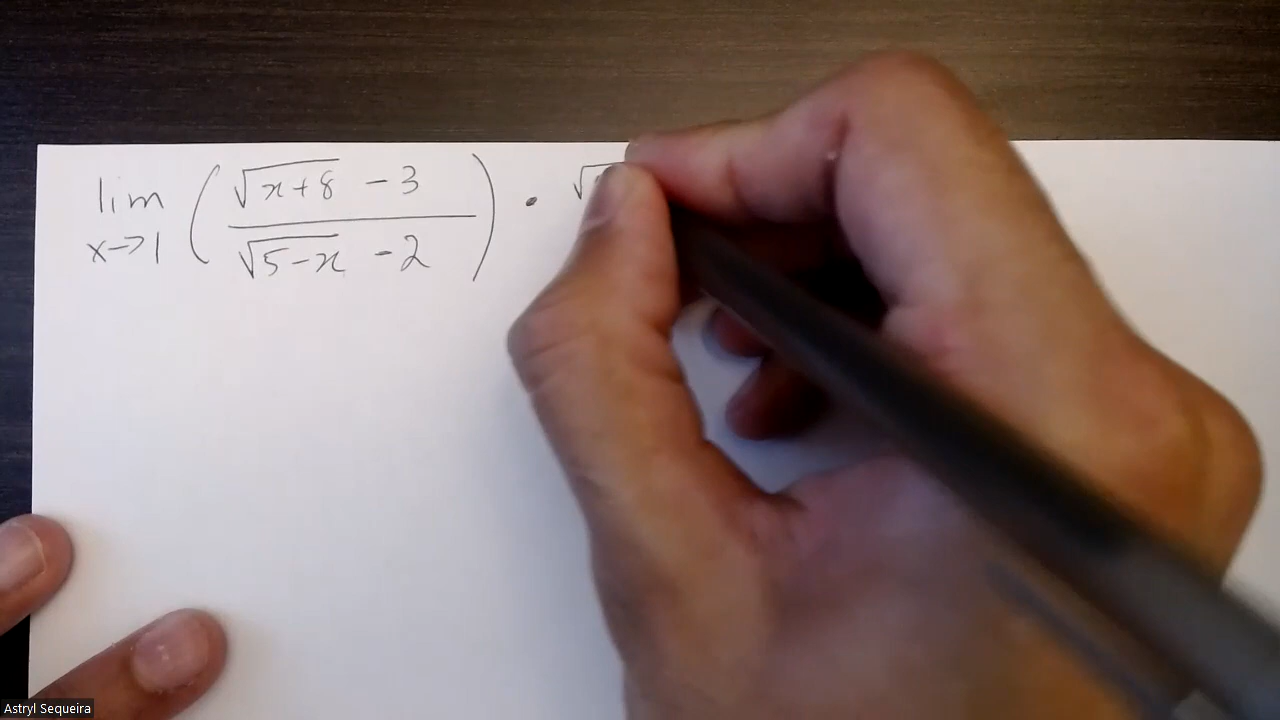 lim ( √x+8 - 3 ) · √
x→1 √5-x - 2
Astryl Sequeira